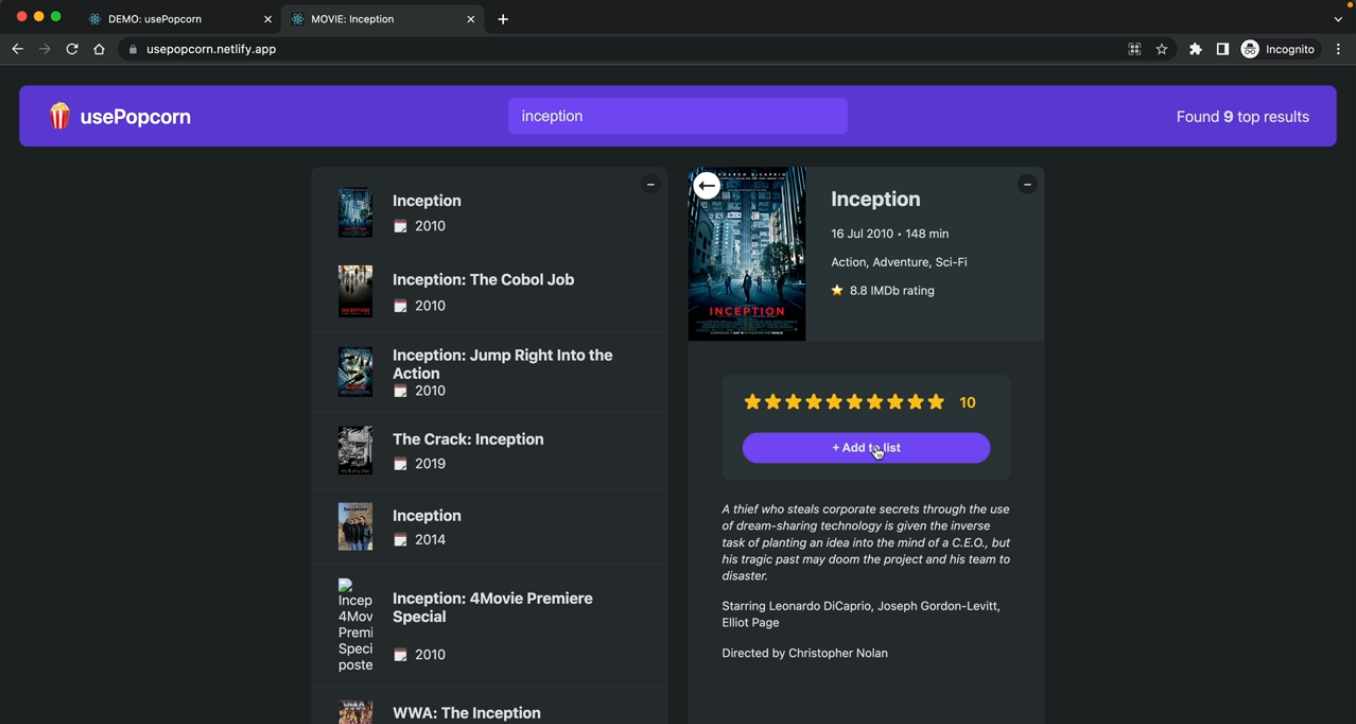 DEMO: usePopcorn
MOVIE: Inception
usepopcorn.netlify.app
Incognito
usePopcorn
inception
Found 9 top results
Inception
2010
Inception: The Cobol Job
2010
Inception: Jump Right Into the
Action
2010
The Crack: Inception
2019
Inception
2014
Incep
4Mov
Premi
Speci
poste
Inception: 4Movie Premiere
Special
2010
WWA: The Inception
INCEPTION
Inception
16 Jul 2010 • 148 min
Action, Adventure, Sci-Fi
8.8 IMDb rating
10
+ Add to list
A thief who steals corporate secrets through the use
of dream-sharing technology is given the inverse
task of planting an idea into the mind of a C.E.O., but
his tragic past may doom the project and his team to
disaster.
Starring Leonardo DiCaprio, Joseph Gordon-Levitt,
Elliot Page
Directed by Christopher Nolan